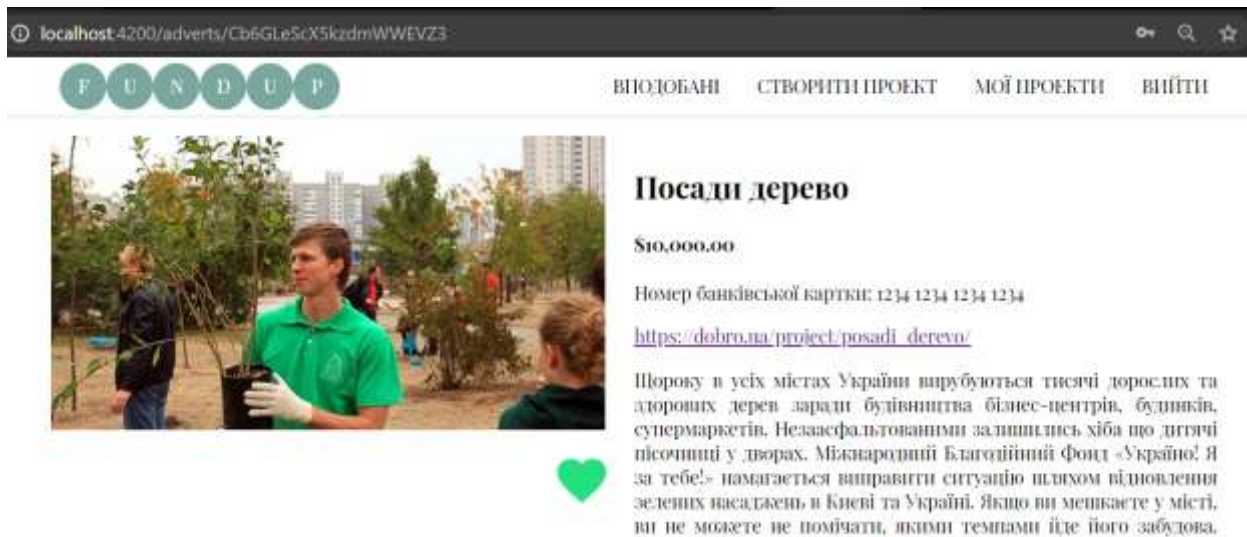 localhost:4200/adverts/Cb6GLeScX5kzdmWWEVZ3
FUNDUP
ВПОДОБАНІ СТВОРИТИ ПРОЕКТ МОЇ ПРОЕКТИ ВИЙТИ
Посади дерево
$10,000.00
Номер банківської картки: 1234 1234 1234 1234
https://dobro.ua/project/posadi_derevo/
Щороку в усіх містах України вирубуються тисячі дорослих та
здорових дерев заради будівництва бізнес-центрів, будинків,
супермаркетів. Незаасфальтованими залишились хіба що дитячі
пісочниці у дворах. Міжнародний Благодійний Фонд «Україно! Я
за тебе!» намагається виправити ситуацію шляхом відновлення
зелених насаджень в Києві та Україні. Якщо ви мешкаєте у місті,
ви не можете не помічати, якими темпами йде його забудова.